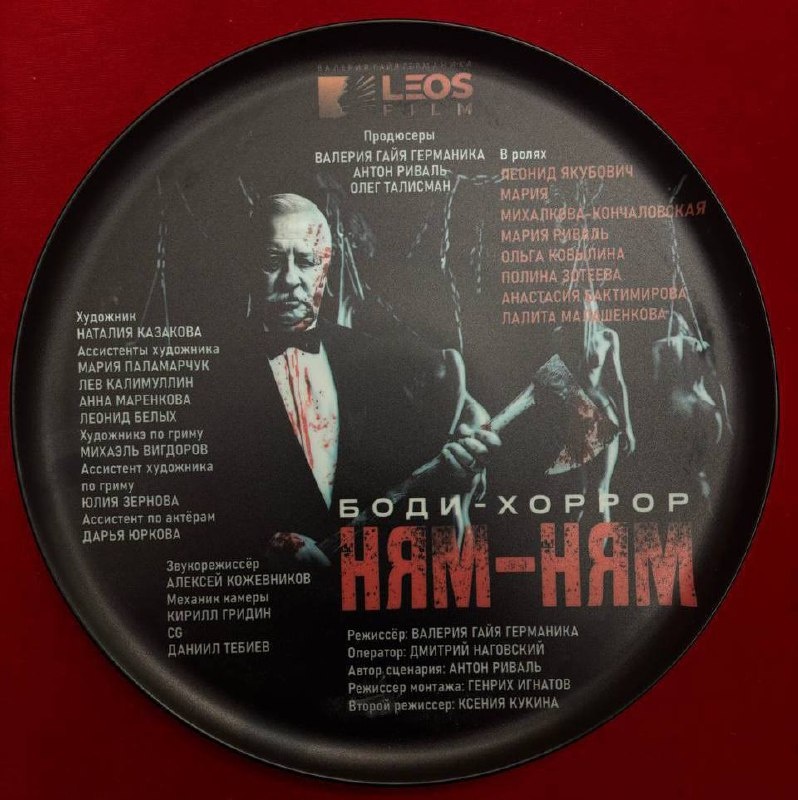 ВАЛЕРИЯ ГАЙ ГЕРМАНИКА
LEOS
FILM
Продюсеры
ВАЛЕРИЯ ГАЙЯ ГЕРМАНИКА
АНТОН РИВАЛЬ
ОЛЕГ ТАЛИСМАН
В ролях
ЛЕОНИД ЯКУБОВИЧ
МАРИЯ
МИХАЛКОВА-КОНЧАЛОВСКАЯ
МАРИЯ РИВАЛЬ
ОЛЬГА КОВЫЛИНА
ПОЛИНА ЗОТЕЕВА
АНАСТАСИЯ БАКТИМИРОВА
ЛАЛИТА МАЛАШЕНКОВА
Художник
НАТАЛИЯ КАЗАКОВА
Ассистенты художника
МАРИЯ ПАЛАМАРЧУК
ЛЕВ КАЛИМУЛЛИН
АННА МАРЕНКОВА
ЛЕОНИД БЕЛЫХ
Художникэ по гриму
МИХАЭЛЬ ВИГДОРОВ
Ассистент художника
по гриму
ЮЛИЯ ЗЕРНОВА
Ассистент по актёрам
ДАРЬЯ ЮРКОВА
Звукорежиссёр
АЛЕКСЕЙ КОЖЕВНИКОВ
Механик камеры
КИРИЛЛ ГРИДИН
CG
ДАНИИЛ ТЕБИЕВ
БОДИ-ХОРРОР
НЯМ-НЯМ
Режиссёр: ВАЛЕРИЯ ГАЙЯ ГЕРМАНИКА
Оператор: ДМИТРИЙ НАГОВСКИЙ
Автор сценария: АНТОН РИВАЛЬ
Режиссер монтажа: ГЕНРИХ ИГНАТОВ
Второй режиссер: КСЕНИЯ КУКИНА